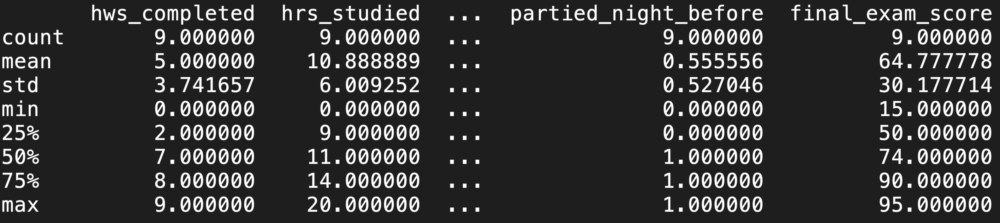 hws_completed hrs_studied ... partied_night_before final_exam_score
count 9.000000 9.000000 ... 9.000000 9.000000
mean 5.000000 10.888889 ... 0.555556 64.777778
std 3.741657 6.009252 ... 0.527046 30.177714
min 0.000000 0.000000 ... 0.000000 15.000000
25% 2.000000 9.000000 ... 0.000000 50.000000
50% 7.000000 11.000000 ... 1.000000 74.000000
75% 8.000000 14.000000 ... 1.000000 90.000000
max 9.000000 20.000000 ... 1.000000 95.000000